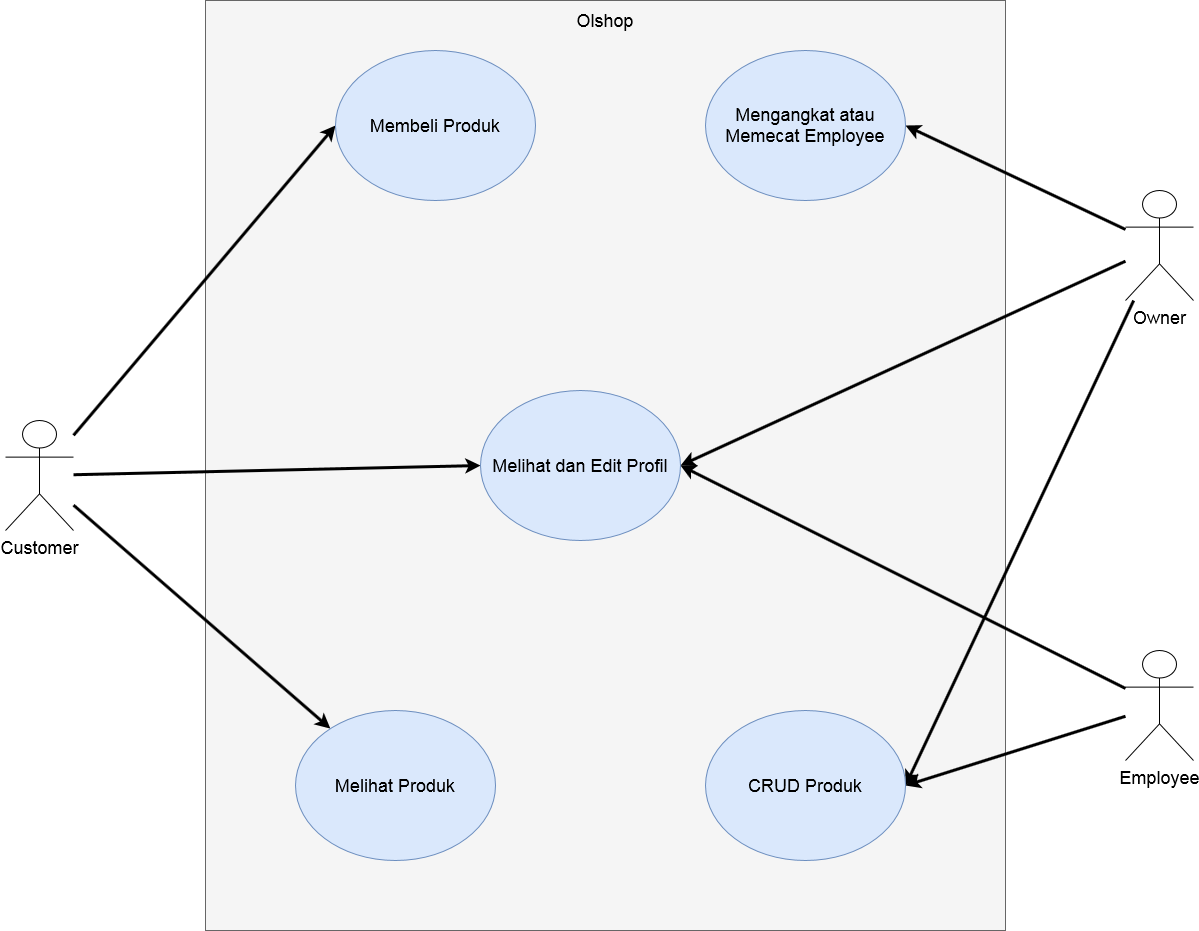 Olshop
Membeli Produk
Mengangkat atau
Memecat Employee
Owner
Melihat dan Edit Profil
Customer
Melihat Produk
CRUD Produk
Employee